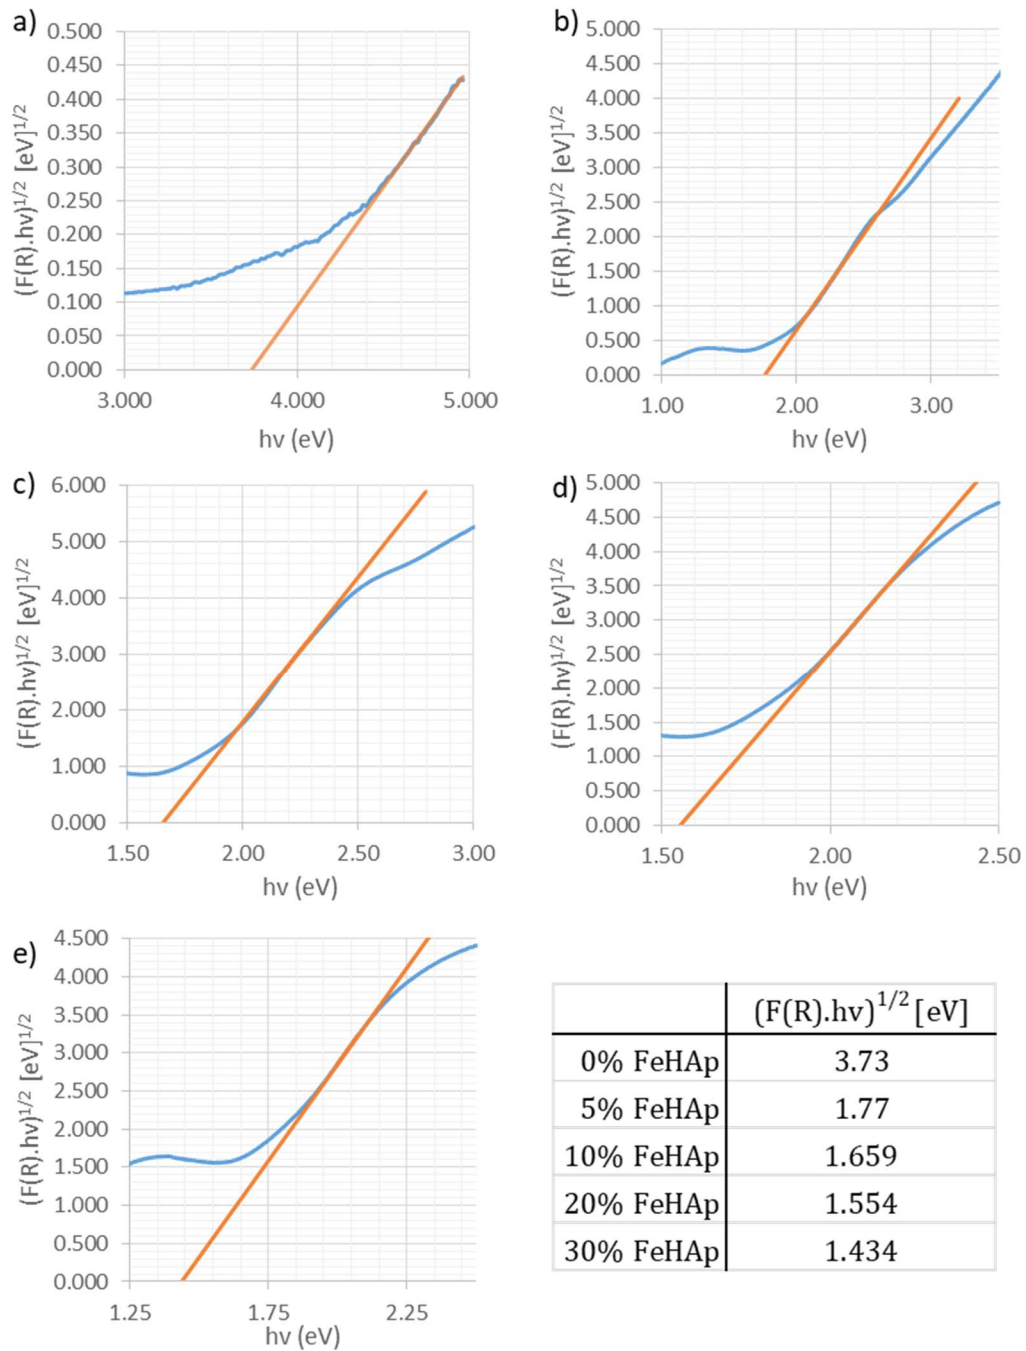 a)
(F(R).hv)1/2 [eV]1/2
0.500
0.450
0.400
0.350
0.300
0.250
0.200
0.150
0.100
0.050
0.000
3.000 4.000 5.000
hv (eV)
b)
(F(R).hv)1/2 [eV]1/2
5.000
4.500
4.000
3.500
3.000
2.500
2.000
1.500
1.000
0.500
0.000
1.00 2.00 3.00
hv (eV)
c)
(F(R).hv)1/2 [eV]1/2
6.000
5.000
4.000
3.000
2.000
1.000
0.000
1.50 2.00 2.50 3.00
hv (eV)
d)
(F(R).hv)1/2 [eV]1/2
5.000
4.500
4.000
3.500
3.000
2.500
2.000
1.500
1.000
0.500
0.000
1.50 2.00 2.50
hv (eV)
e)
(F(R).hv)1/2 [eV]1/2
4.500
4.000
3.500
3.000
2.500
2.000
1.500
1.000
0.500
0.000
1.25 1.75 2.25
hv (eV)
(F(R).hv)1/2 [eV]
0% FeHAp 3.73
5% FeHAp 1.77
10% FeHAp 1.659
20% FeHAp 1.554
30% FeHAp 1.434